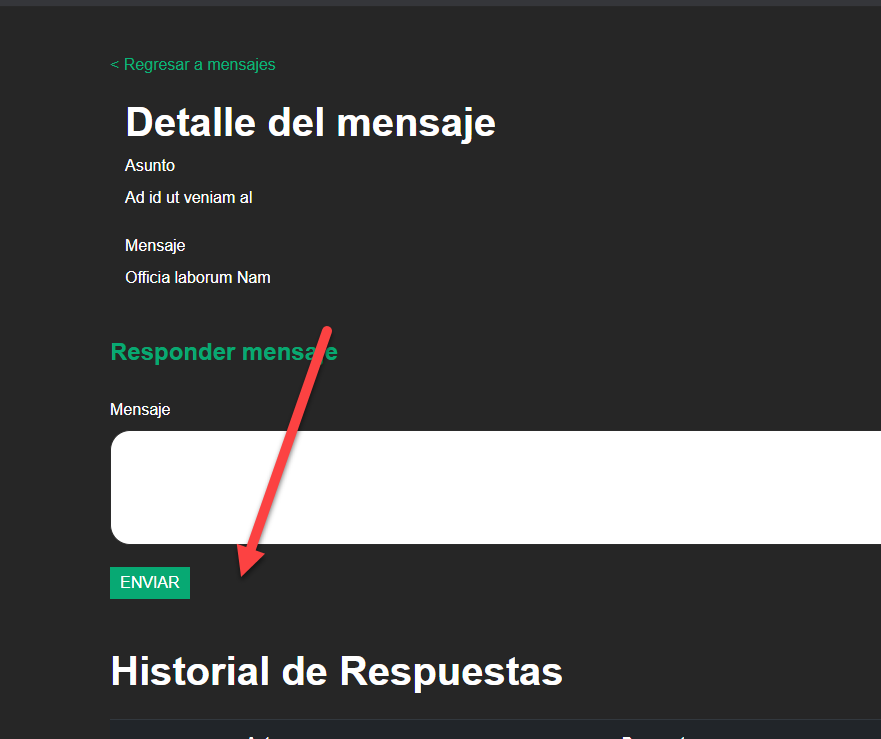 < Regresar a mensajes
Detalle del mensaje
Asunto
Ad id ut veniam al
Mensaje
Officia laborum Nam
Responder mensaje
Mensaje
ENVIAR
Historial de Respuestas